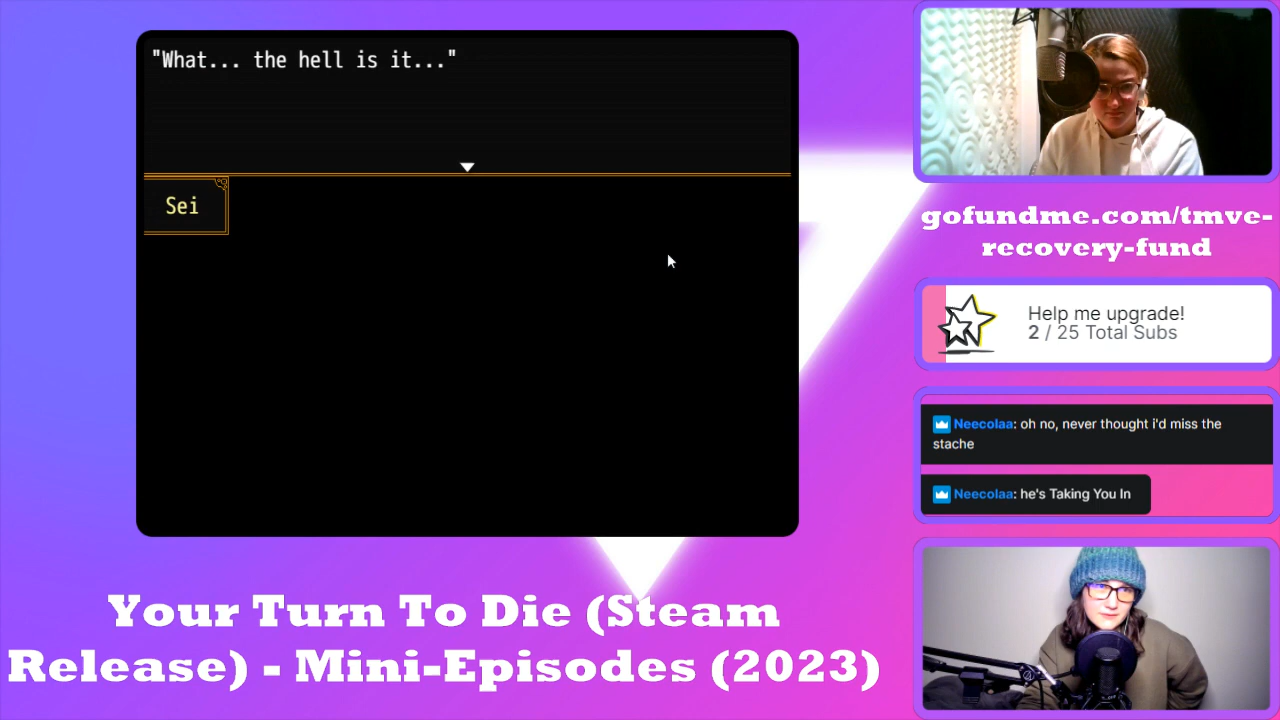 "What... the hell is it..."
Sei
gofundme.com/tmve-
recovery-fund
Help me upgrade!
2 / 25 Total Subs
Neecolaa: oh no, never thought i'd miss the
stache
Neecolaa: he's Taking You In
Your Turn To Die (Steam
Release) - Mini-Episodes (2023)